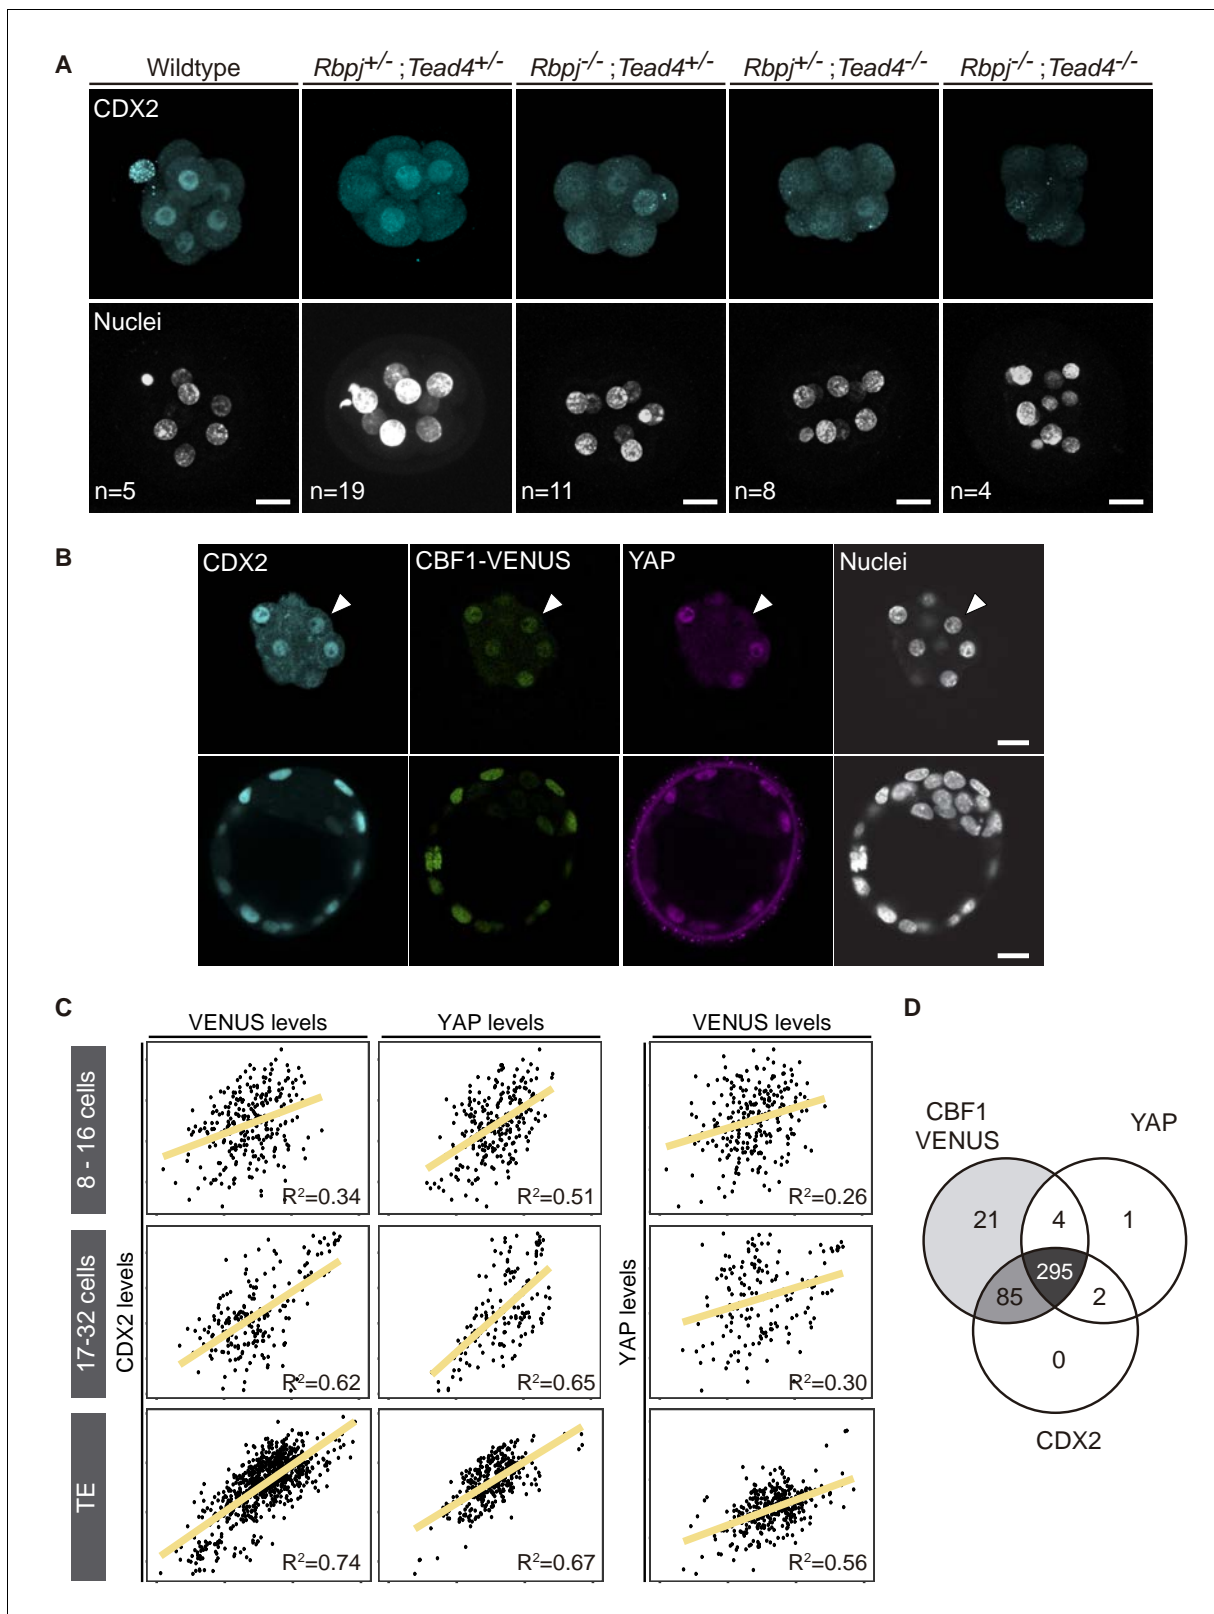 A
Wildtype
Rbpj+/- ;Tead4+/-
Rbpj-/- ;Tead4+/-
Rbpj+/- ;Tead4-/-
Rbpj-/- ;Tead4-/-
CDX2
Nuclei
n=5
n=19
n=11
n=8
n=4
B
CDX2
CBF1-VENUS
YAP
Nuclei
C
VENUS levels
YAP levels
VENUS levels
8 - 16 cells
17-32 cells
TE
CDX2 levels
YAP levels
R2=0.34
R2=0.51
R2=0.26
R2=0.62
R2=0.65
R2=0.30
R2=0.74
R2=0.67
R2=0.56
D
CBF1
VENUS
YAP
21
4
1
295
85
2
0
CDX2